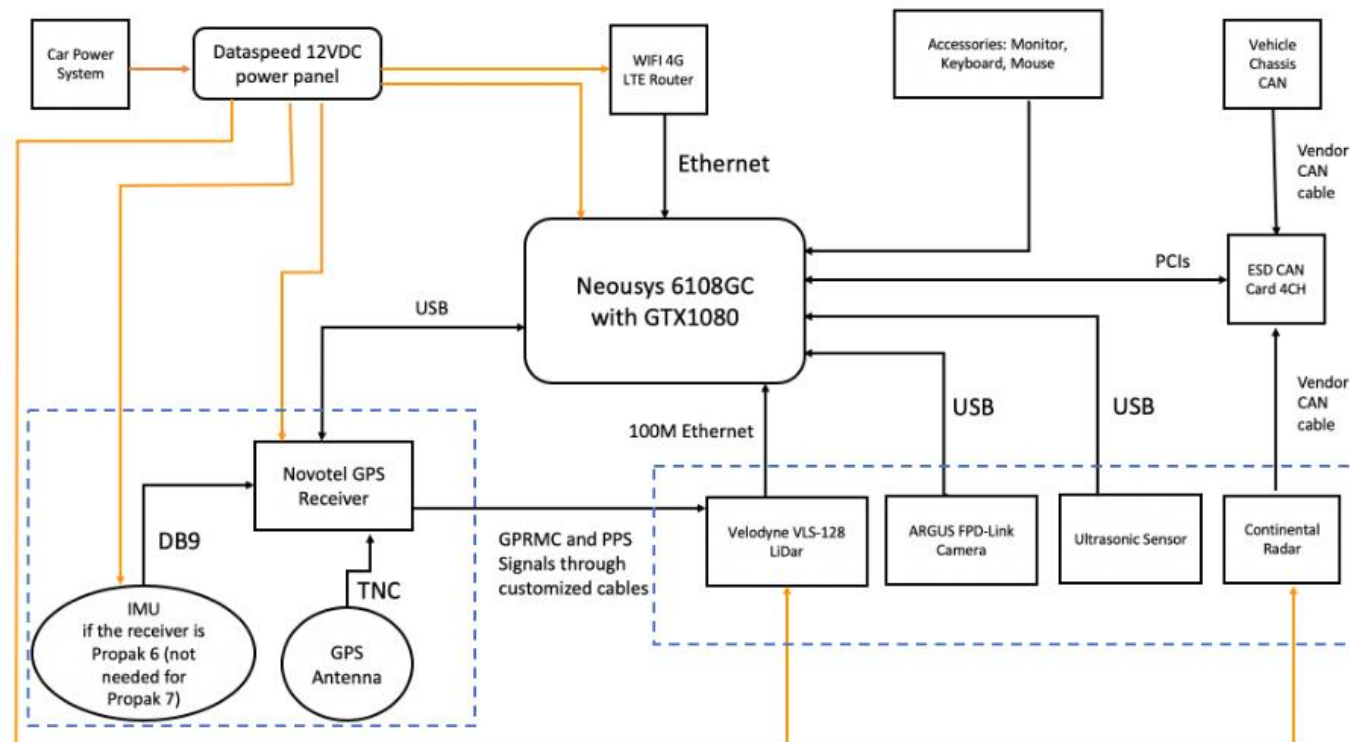 Car Power
System
Dataspeed 12VDC
power panel
WIFI 4G
LTE Router
Accessories: Monitor,
Keyboard, Mouse
Vehicle
Chassis
CAN
Ethernet
Vendor
CAN
cable
Neousys 6108GC
with GTX1080
PCIs
ESD CAN
Card 4CH
USB
USB
USB
Vendor
CAN
cable
100M Ethernet
Novotel GPS
Receiver
DB9
GPRMC and PPS
Signals through
customized cables
Velodyne VLS-128
LiDar
ARGUS FPD-Link
Camera
Ultrasonic Sensor
Continental
Radar
TNC
IMU
if the receiver is
Propak 6 (not
needed for
Propak 7)
GPS
Antenna